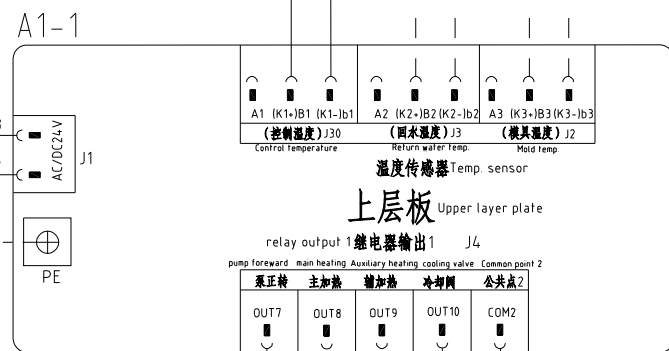 A1-1
A1 (K1+)B1 (K1-)b1 A2 (K2+)B2 (K2-)b2 A3 (K3+)B3 (K3-)b3
(控制温度)J30 (回水温度)J3 (模具温度)J2
Control temperature Return water temp. Mold temp.
AC/DC24V
J1
温度传感器Temp. sensor
上层板 Upper layer plate
relay output 1 继电器输出1 J4
PE
pump foreward main heating Auxiliary heating cooling valve Common point 2
泵正转 主加热 辅加热 冷却阀 公共点2
OUT7 OUT8 OUT9 OUT10 COM2